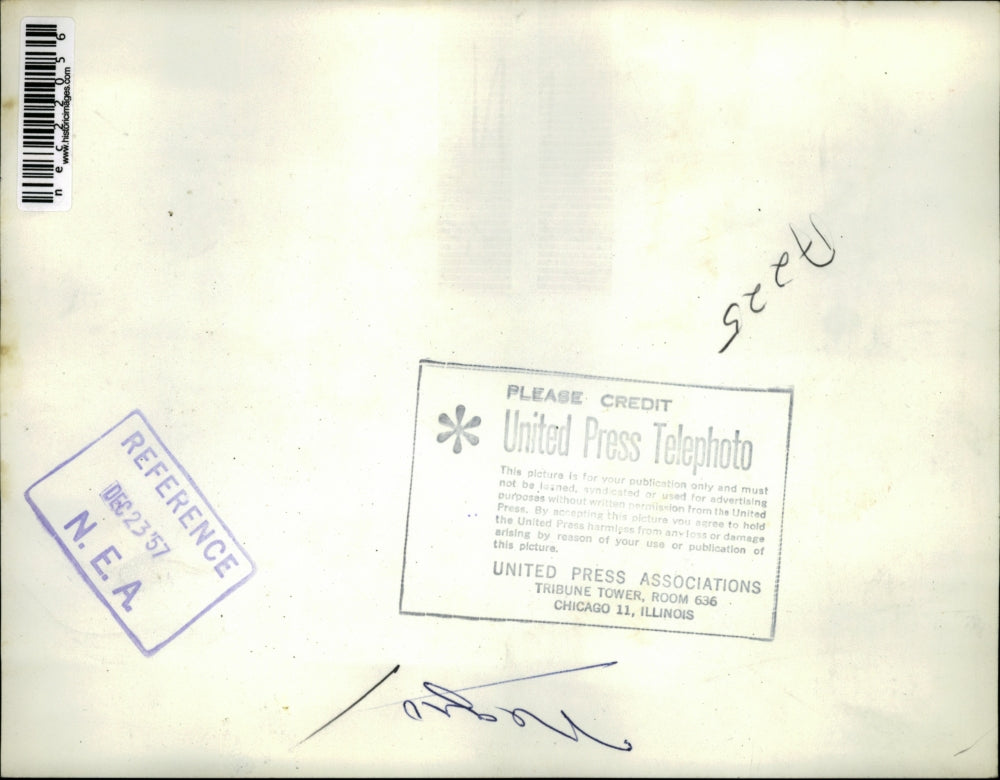 nec22056
www.historicimages.com
REFERENCE
DEC 23 '57
N. E. A.
PLEASE CREDIT
* United Press Telephoto
This picture is for your publication only and must
not be loaned, syndicated or used for advertising
purposes without written permission from the United
Press. By accepting this picture you agree to hold
the United Press harmless from any loss or damage
arising by reason of your use or publication of
this picture.
UNITED PRESS ASSOCIATIONS
TRIBUNE TOWER, ROOM 636
CHICAGO 11, ILLINOIS